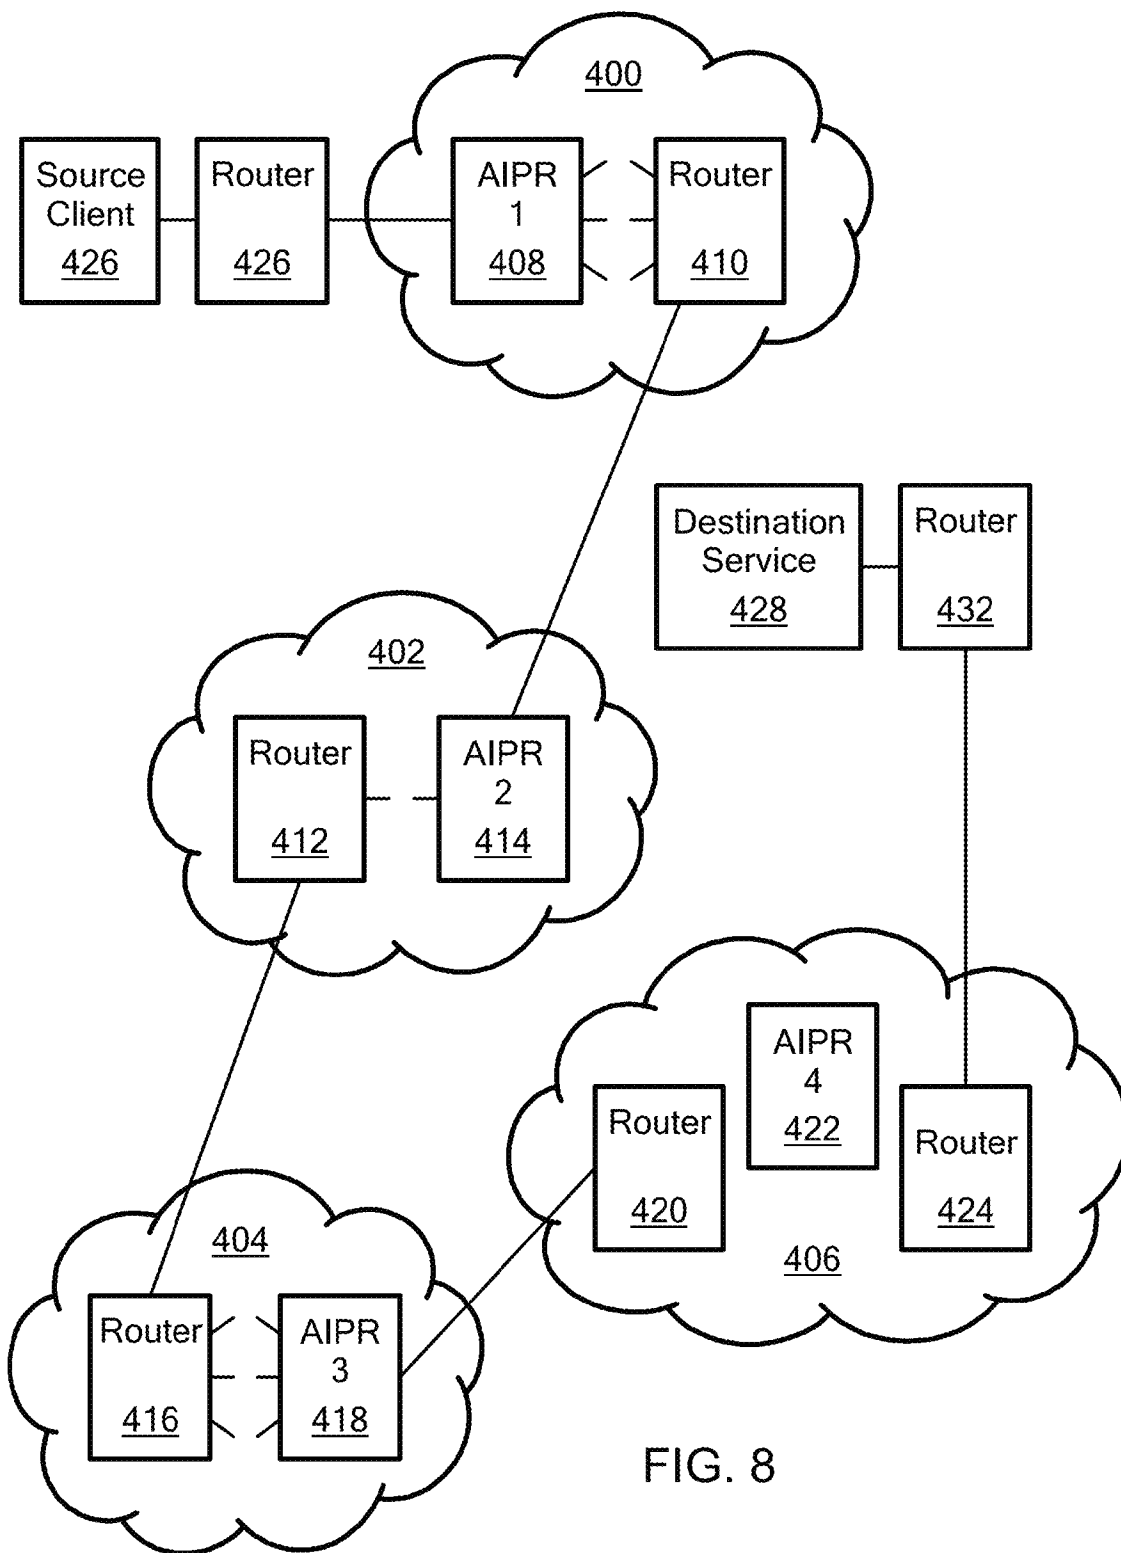 400
Source
Client
426
Router
426
AIPR
1
408
Router
410
Destination
Service
428
Router
432
402
Router
412
AIPR
2
414
AIPR
4
422
Router
420
Router
424
406
404
Router
416
AIPR
3
418
FIG. 8